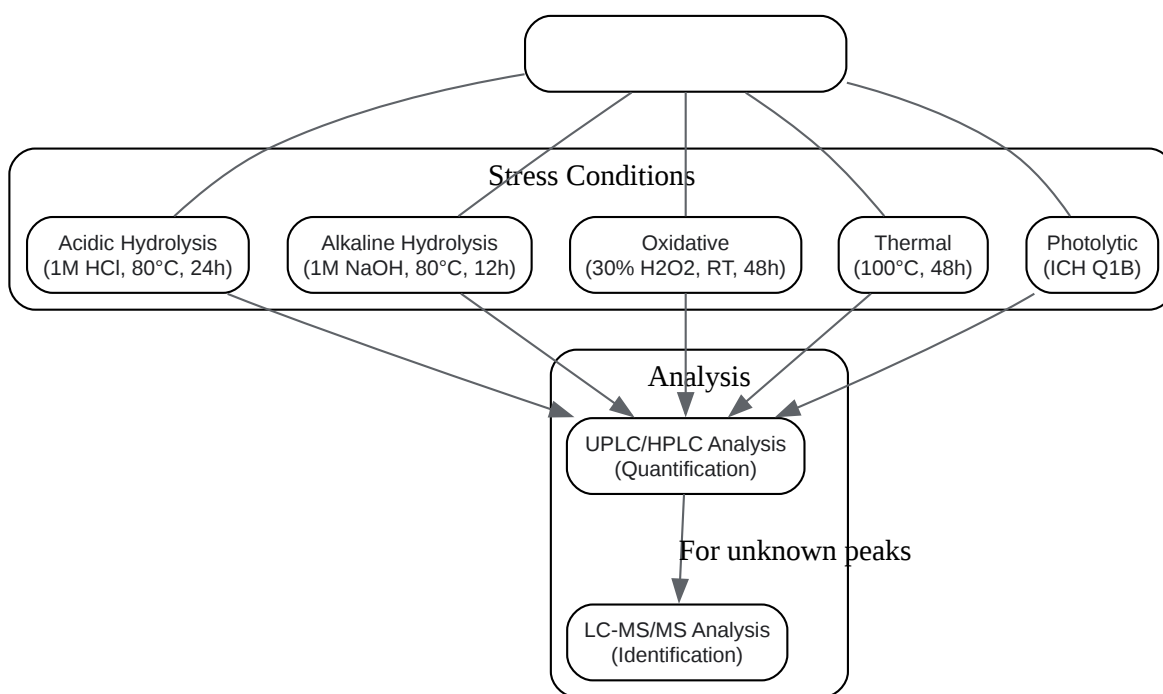 Stress Conditions
Acidic Hydrolysis
(1M HCl, 80°C, 24h)
Alkaline Hydrolysis
(1M NaOH, 80°C, 12h)
Oxidative
(30% H2O2, RT, 48h)
Thermal
(100°C, 48h)
Photolytic
(ICH Q1B)
Analysis
UPLC/HPLC Analysis
(Quantification)
For unknown peaks
LC-MS/MS Analysis
(Identification)